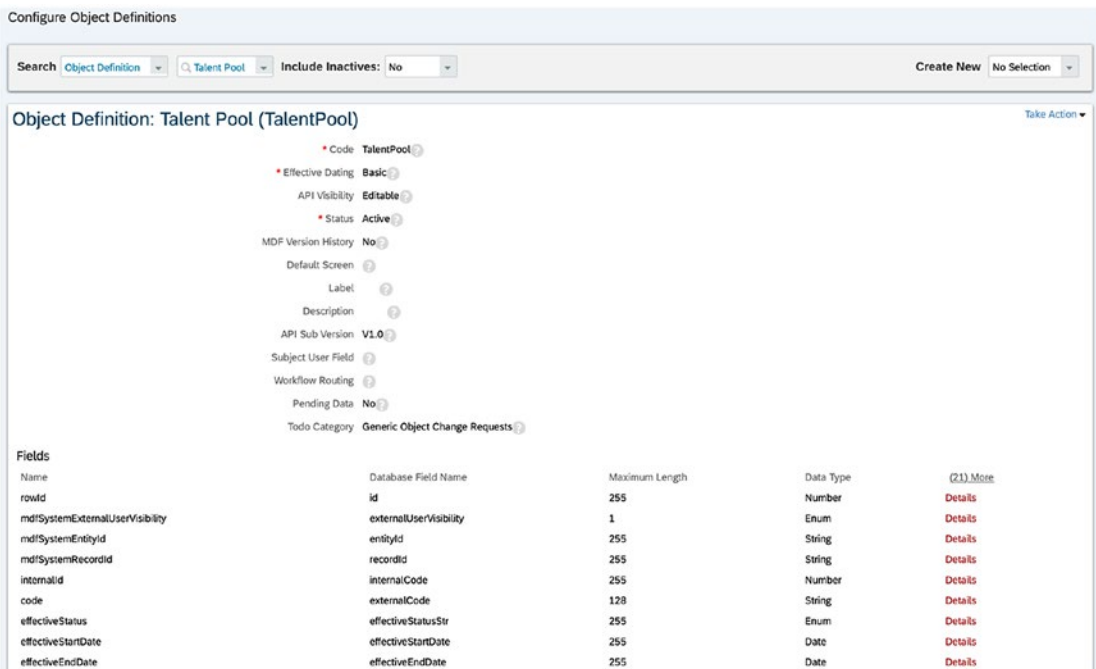 Configure Object Definitions
Search Object Definition Talent Pool Include Inactives: No Create New No Selection
Object Definition: Talent Pool (TalentPool) Take Action
* Code TalentPool ?
* Effective Dating Basic ?
API Visibility Editable ?
* Status Active ?
MDF Version History No ?
Default Screen ?
Label ?
Description ?
API Sub Version V1.0 ?
Subject User Field ?
Workflow Routing ?
Pending Data No ?
Todo Category Generic Object Change Requests ?
Fields
Name Database Field Name Maximum Length Data Type (21) More
rowId id 255 Number Details
mdfSystemExternalUserVisibility externalUserVisibility 1 Enum Details
mdfSystemEntityId entityId 255 String Details
mdfSystemRecordId recordId 255 String Details
internalId internalCode 255 Number Details
code externalCode 128 String Details
effectiveStatus effectiveStatusStr 255 Enum Details
effectiveStartDate effectiveStartDate 255 Date Details
effectiveEndDate effectiveEndDate 255 Date Details